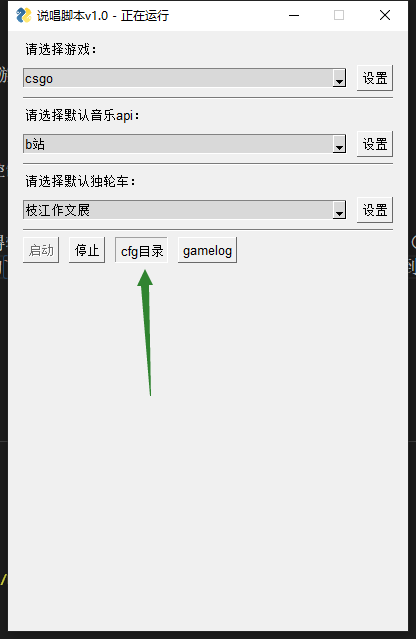 说唱脚本v1.0 - 正在运行
请选择游戏：
csgo
设置
请选择默认音乐api：
b站
设置
请选择默认独轮车：
枝江作文展
设置
启动 停止 cfg目录 gamelog